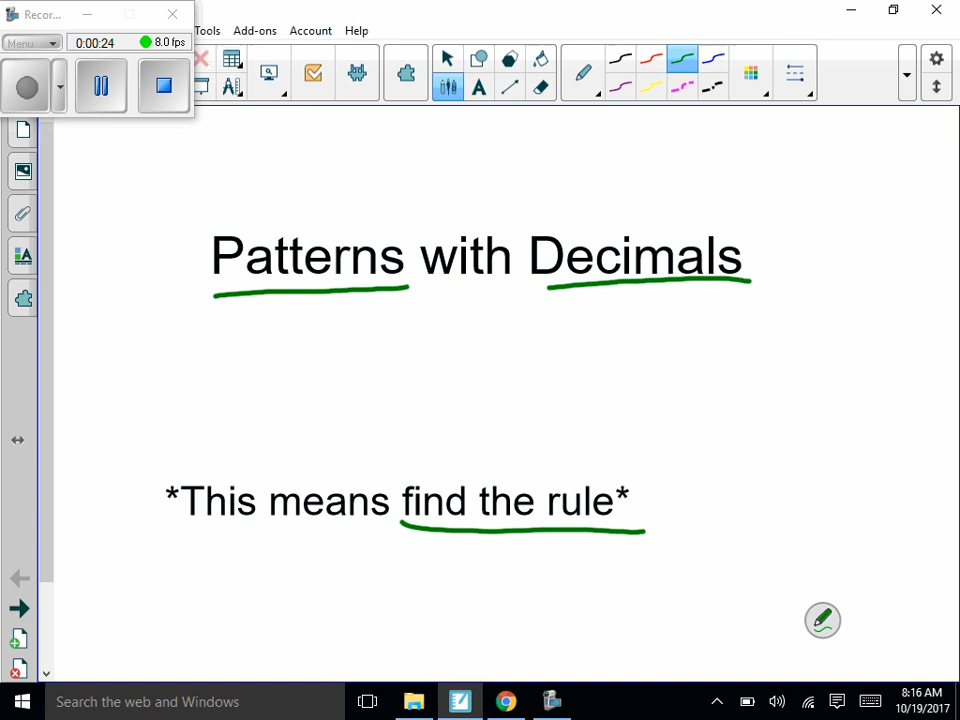 Recor...
Menu
0:00:24
8.0 fps
Tools Add-ons Account Help
Patterns with Decimals
*This means find the rule*
Search the web and Windows
8:16 AM
10/19/2017